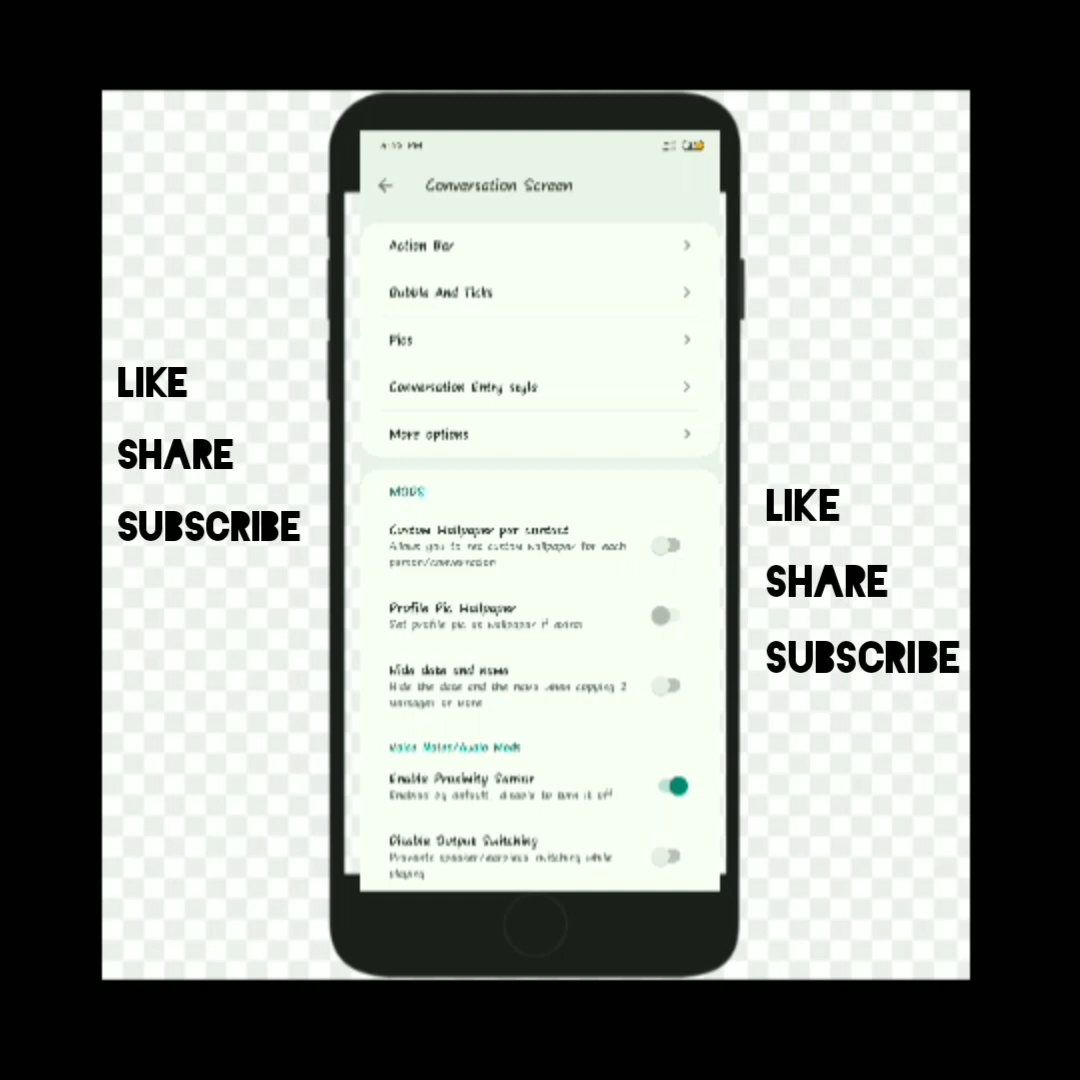 Conversation Screen
Action Bar
Bubble And Ticks
Pics
Conversation Entry style
More options
MODS
Custom Wallpaper per contact
Allows you to set custom wallpaper for each
person/conversation
Profile Pic Wallpaper
Set profile pic as wallpaper if exists
Hide date and name
Hide the date and the name when copying 2
messages or more
Voice Notes/Audio Mods
Enable Proximity Sensor
Enabled by default, disable to turn it off
Disable Output Switching
Prevents speaker/earpiece switching while
playing
LIKE
SHARE
SUBSCRIBE
LIKE
SHARE
SUBSCRIBE